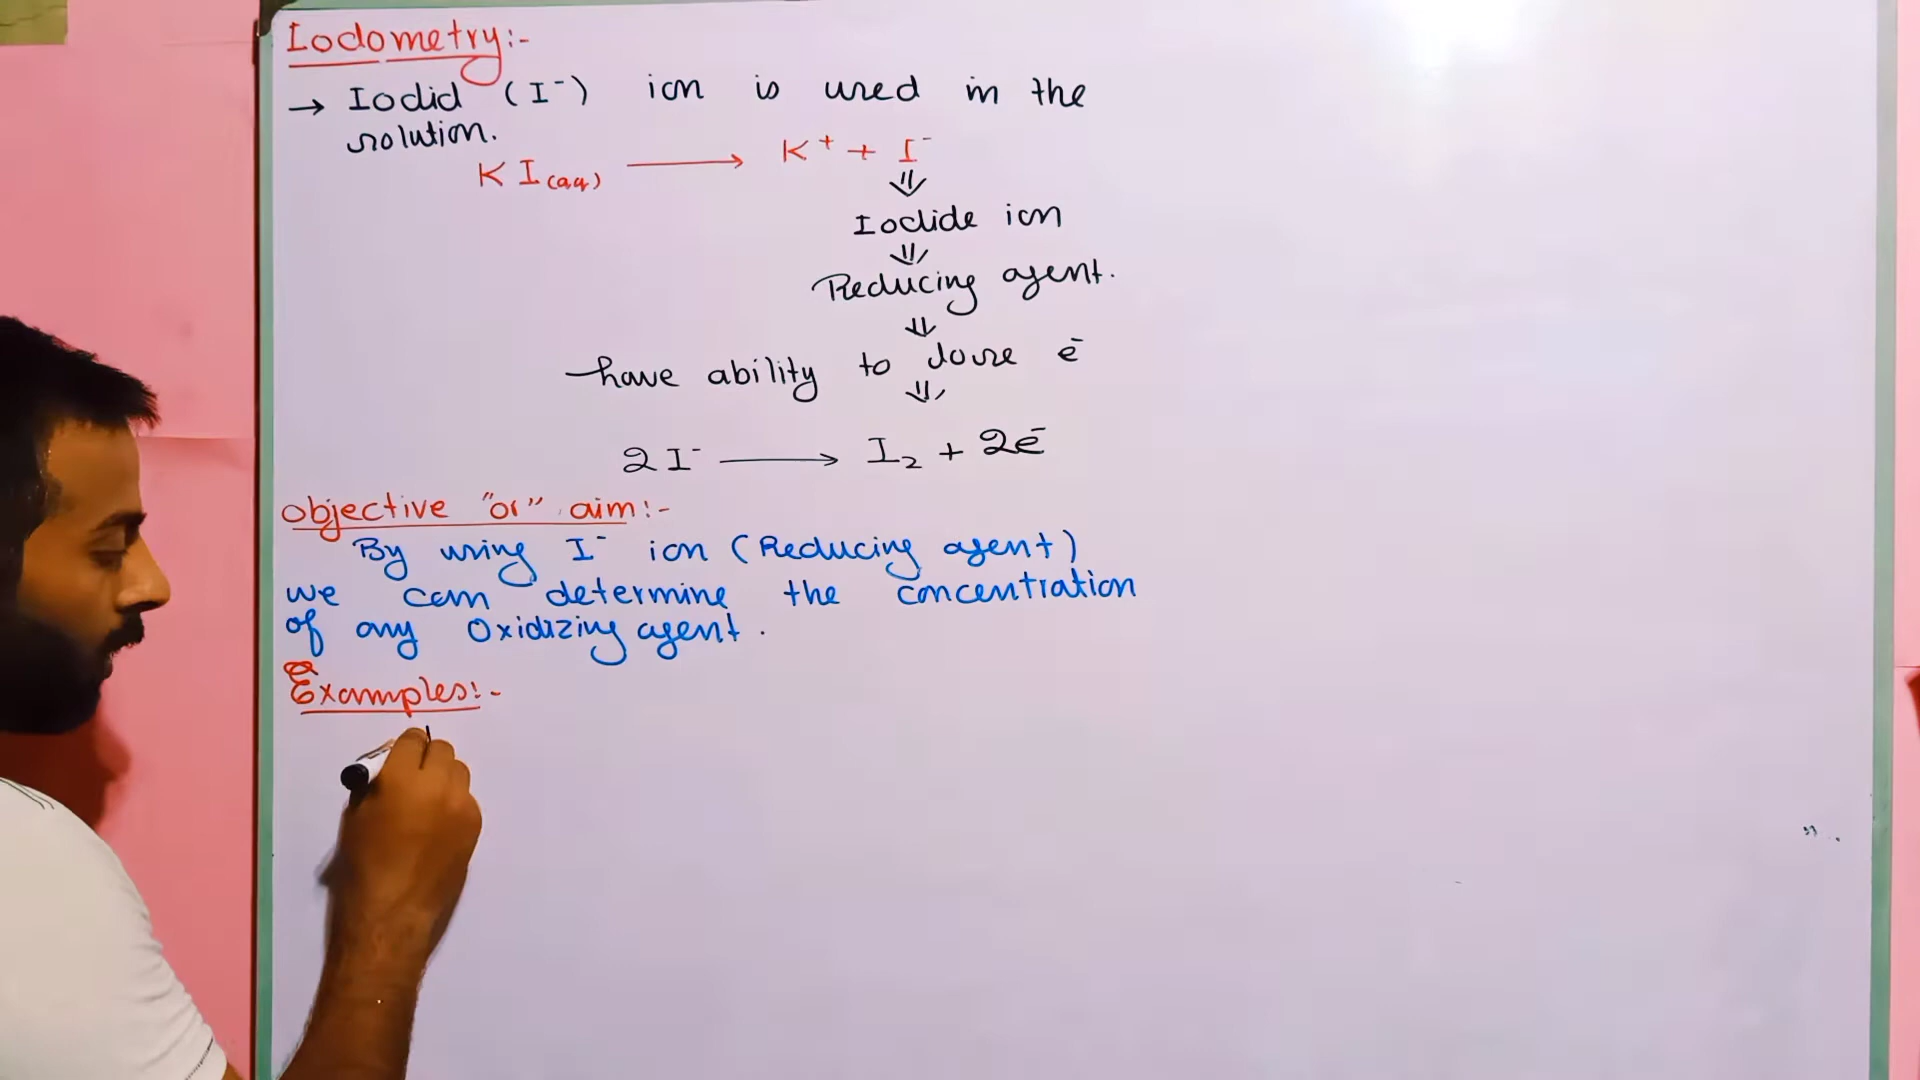 Iodometry:-
→ Iodid (I⁻) ion is used in the
solution.
KI(aq) ⟶ K⁺ + I⁻
⇓
Iodide ion
⇓
Reducing agent.
⇓
have ability to loose e⁻
⇓
2I⁻ ⟶ I₂ + 2e⁻
objective "or" aim:-
By using I⁻ ion (Reducing agent)
we can determine the concentration
of any Oxidizing agent.
Examples:-